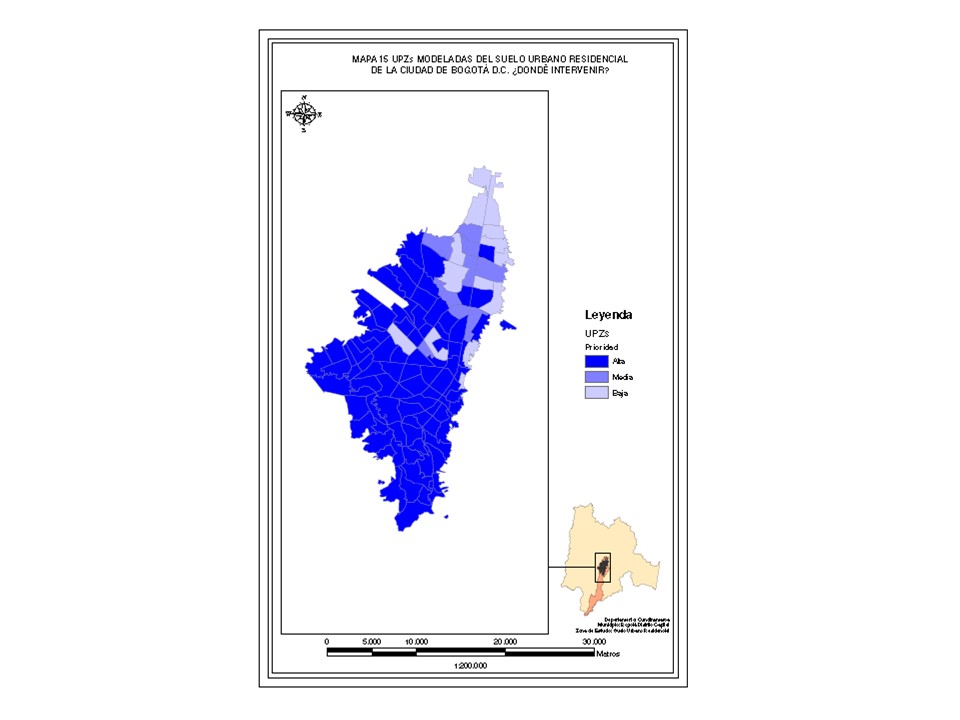 MAPA 15 UPZs MODELADAS DEL SUELO URBANO RESIDENCIAL
DE LA CIUDAD DE BOGOTÁ D.C. ¿DONDÉ INTERVENIR?
N
W E
S
Leyenda
UPZs
Prioridad
Alta
Media
Baja
Departamento: Cundinamarca
Municipio: Bogotá Distrito Capital
Zona de Estudio: Suelo Urbano Residencial
0 5.000 10.000 20.000 30.000
Metros
1:200.000